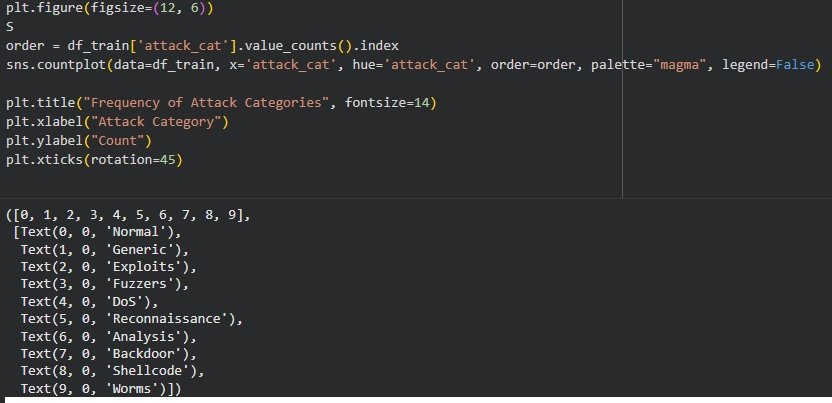 plt.figure(figsize=(12, 6))
S
order = df_train['attack_cat'].value_counts().index
sns.countplot(data=df_train, x='attack_cat', hue='attack_cat', order=order, palette="magma", legend=False)
plt.title("Frequency of Attack Categories", fontsize=14)
plt.xlabel("Attack Category")
plt.ylabel("Count")
plt.xticks(rotation=45)
([0, 1, 2, 3, 4, 5, 6, 7, 8, 9],
 [Text(0, 0, 'Normal'),
  Text(1, 0, 'Generic'),
  Text(2, 0, 'Exploits'),
  Text(3, 0, 'Fuzzers'),
  Text(4, 0, 'DoS'),
  Text(5, 0, 'Reconnaissance'),
  Text(6, 0, 'Analysis'),
  Text(7, 0, 'Backdoor'),
  Text(8, 0, 'Shellcode'),
  Text(9, 0, 'Worms')])